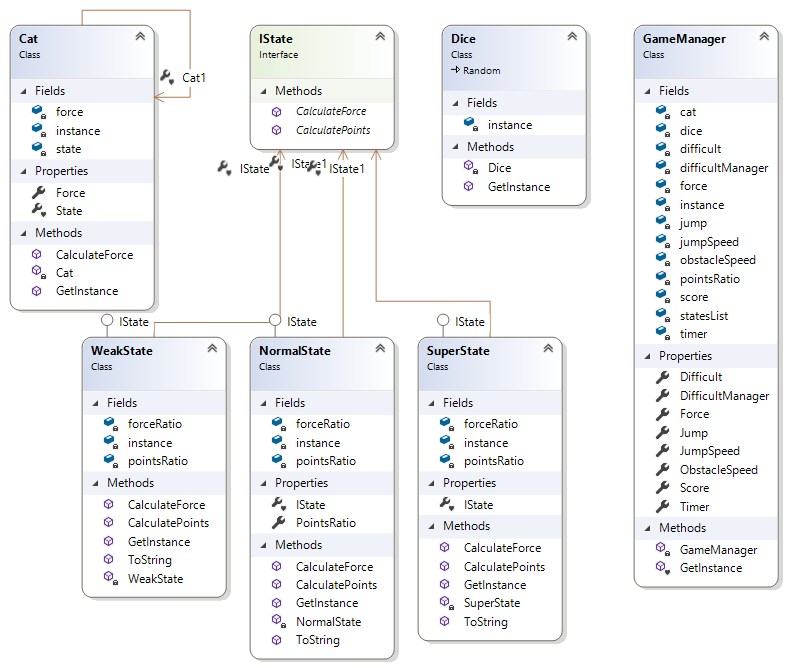 Cat
Class
Fields
force
instance
state
Properties
Force
State
Methods
CalculateForce
Cat
GetInstance
Cat1
IState
Interface
Methods
CalculateForce
CalculatePoints
IState
IState1
IState1
Dice
Class
Random
Fields
instance
Methods
Dice
GetInstance
GameManager
Class
Fields
cat
dice
difficult
difficultManager
force
instance
jump
jumpSpeed
obstacleSpeed
pointsRatio
score
statesList
timer
Properties
Difficult
DifficultManager
Force
Jump
JumpSpeed
ObstacleSpeed
Score
Timer
Methods
GameManager
GetInstance
IState
WeakState
Class
Fields
forceRatio
instance
pointsRatio
Methods
CalculateForce
CalculatePoints
GetInstance
ToString
WeakState
IState
NormalState
Class
Fields
forceRatio
instance
pointsRatio
Properties
IState
PointsRatio
Methods
CalculateForce
CalculatePoints
GetInstance
NormalState
ToString
IState
SuperState
Class
Fields
forceRatio
instance
pointsRatio
Properties
IState
Methods
CalculateForce
CalculatePoints
GetInstance
SuperState
ToString